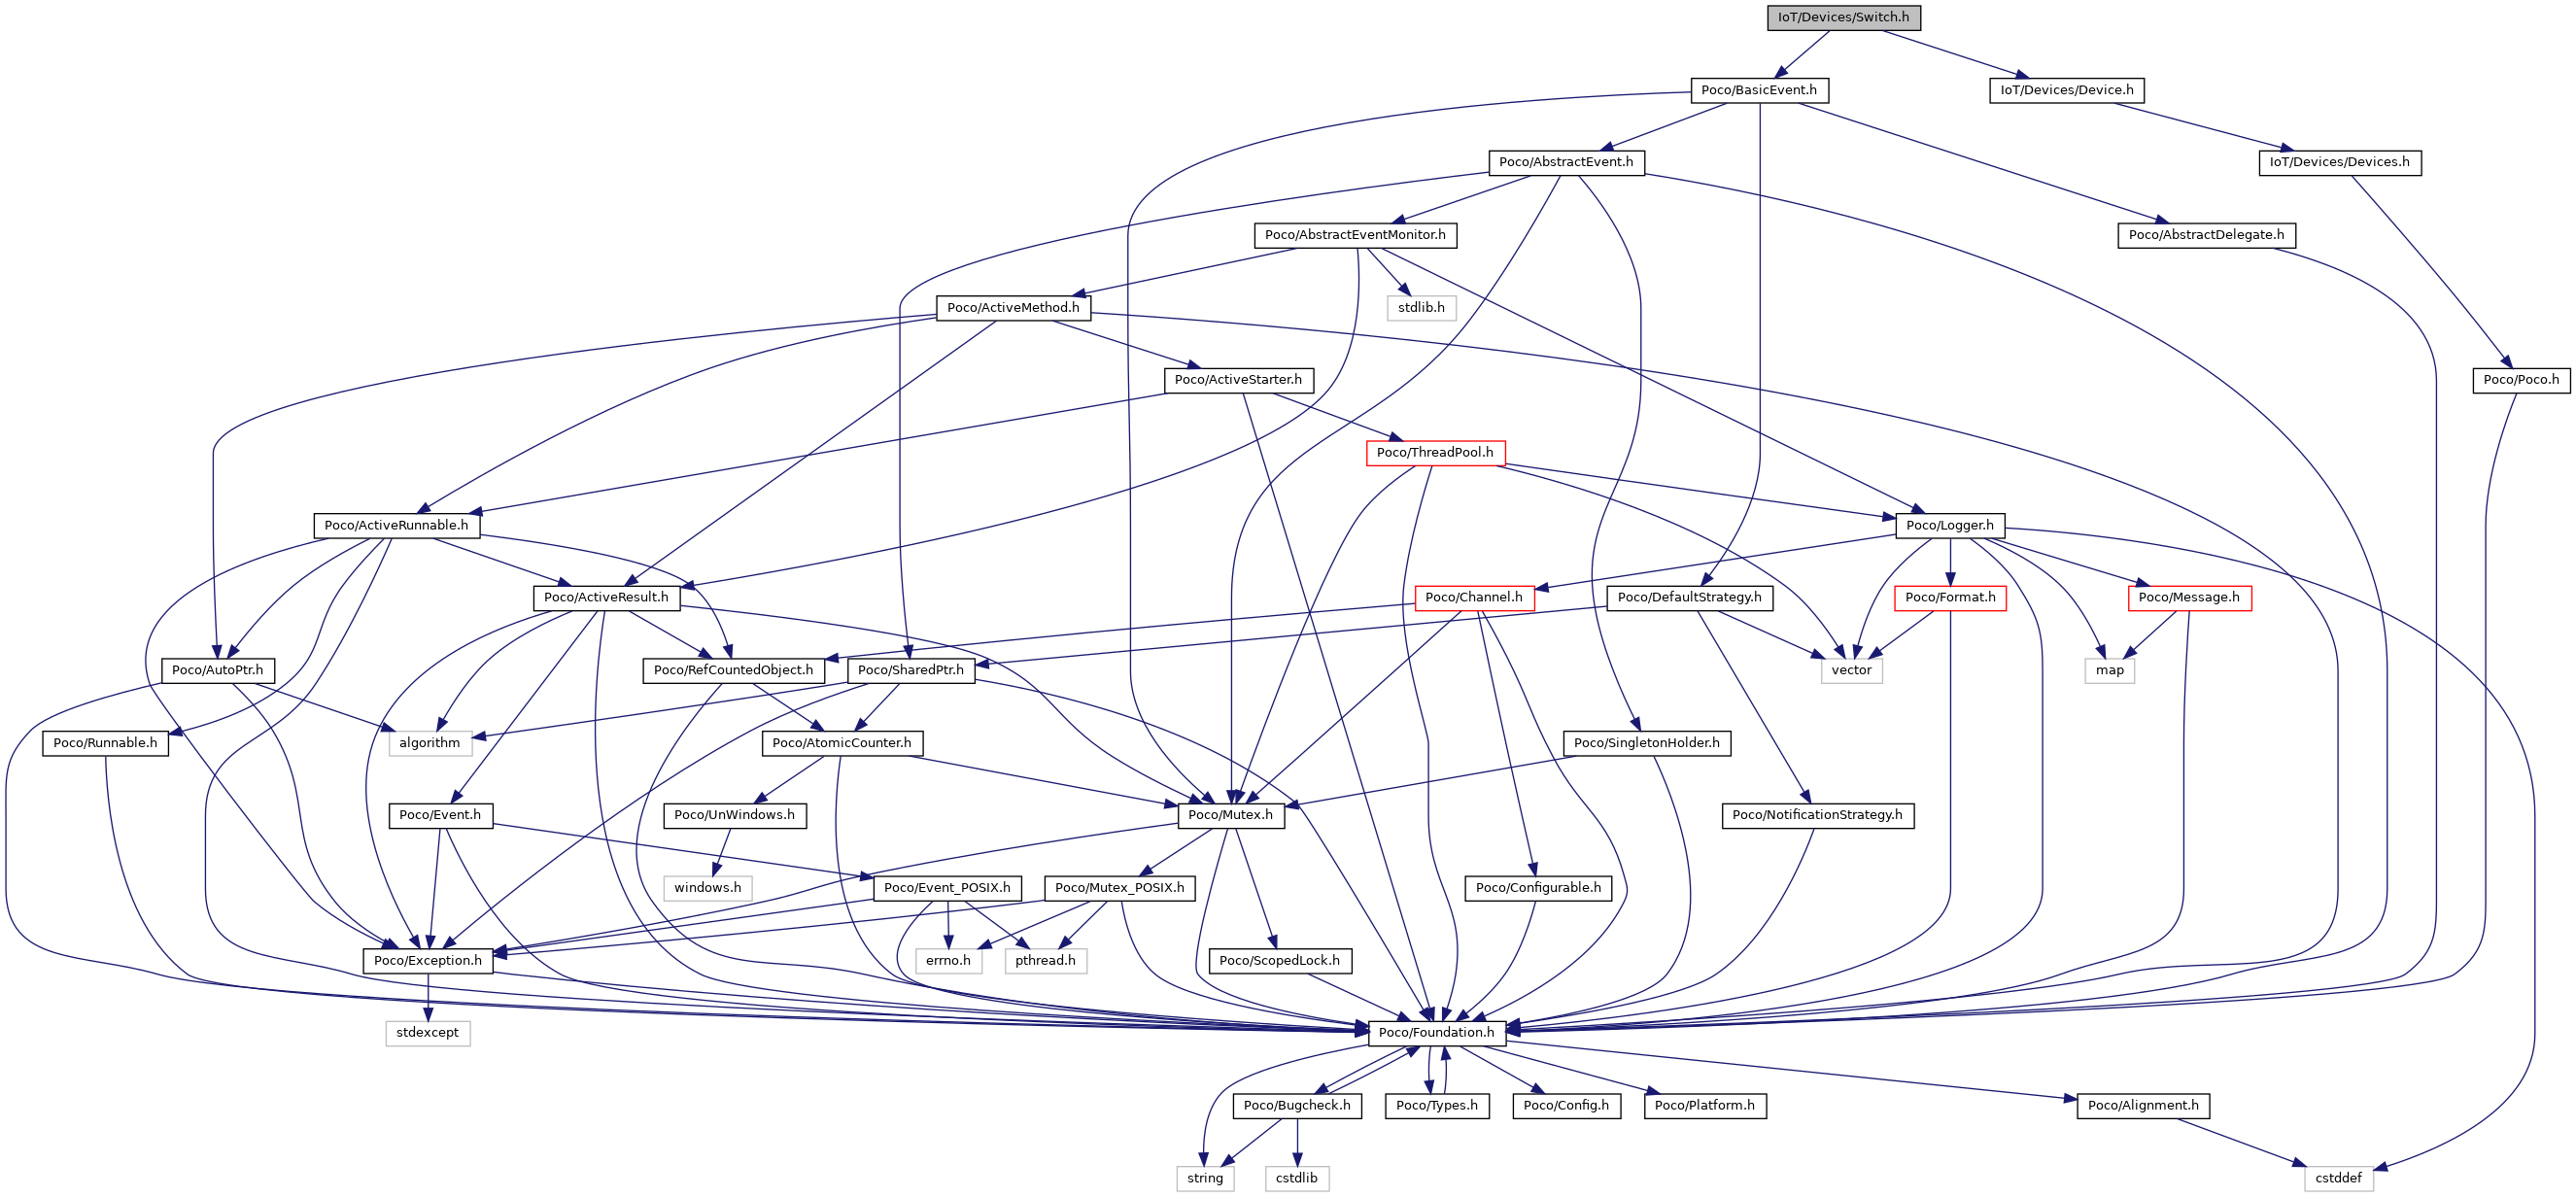 IoT/Devices/Switch.h
Poco/BasicEvent.h
IoT/Devices/Device.h
Poco/AbstractEvent.h
IoT/Devices/Devices.h
Poco/AbstractEventMonitor.h
Poco/AbstractDelegate.h
Poco/ActiveMethod.h
stdlib.h
Poco/ActiveStarter.h
Poco/Poco.h
Poco/ThreadPool.h
Poco/ActiveRunnable.h
Poco/Logger.h
Poco/ActiveResult.h
Poco/Channel.h
Poco/DefaultStrategy.h
Poco/Format.h
Poco/Message.h
Poco/AutoPtr.h
Poco/RefCountedObject.h
Poco/SharedPtr.h
vector
map
Poco/Runnable.h
algorithm
Poco/AtomicCounter.h
Poco/SingletonHolder.h
Poco/Event.h
Poco/UnWindows.h
Poco/Mutex.h
Poco/NotificationStrategy.h
windows.h
Poco/Event_POSIX.h
Poco/Mutex_POSIX.h
Poco/Configurable.h
Poco/Exception.h
errno.h
pthread.h
Poco/ScopedLock.h
stdexcept
Poco/Foundation.h
Poco/Bugcheck.h
Poco/Types.h
Poco/Config.h
Poco/Platform.h
Poco/Alignment.h
string
cstdlib
cstddef